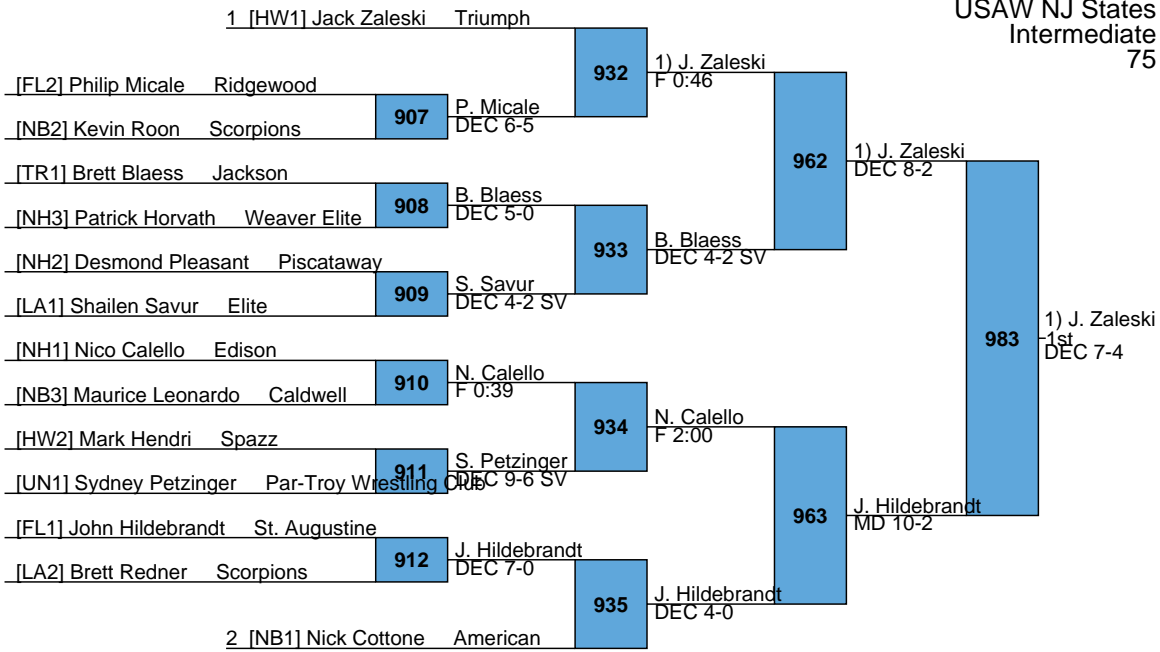 USAW NJ States
Intermediate
75
1 [HW1] Jack Zaleski Triumph
[FL2] Philip Micale Ridgewood
[NB2] Kevin Roon Scorpions
[TR1] Brett Blaess Jackson
[NH3] Patrick Horvath Weaver Elite
[NH2] Desmond Pleasant Piscataway
[LA1] Shailen Savur Elite
[NH1] Nico Calello Edison
[NB3] Maurice Leonardo Caldwell
[HW2] Mark Hendri Spazz
[UN1] Sydney Petzinger Par-Troy Wrestling Club
[FL1] John Hildebrandt St. Augustine
[LA2] Brett Redner Scorpions
2 [NB1] Nick Cottone American
907
908
909
910
911
912
P. Micale
DEC 6-5
B. Blaess
DEC 5-0
S. Savur
DEC 4-2 SV
N. Calello
F 0:39
S. Petzinger
DEC 9-6 SV
J. Hildebrandt
DEC 7-0
932
933
934
935
1) J. Zaleski
F 0:46
B. Blaess
DEC 4-2 SV
N. Calello
F 2:00
J. Hildebrandt
DEC 4-0
962
963
1) J. Zaleski
DEC 8-2
J. Hildebrandt
MD 10-2
983
1) J. Zaleski
1st
DEC 7-4